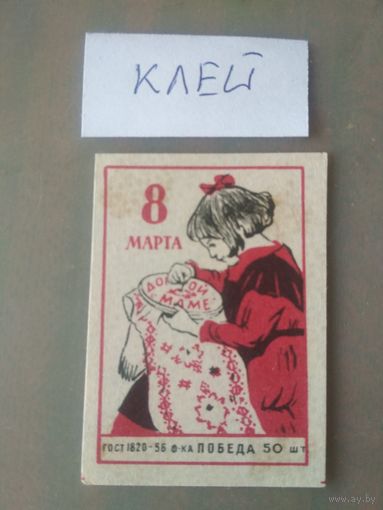 КЛЕЙ
8
МАРТА
ДОРОГОЙ
МАМЕ
ГОСТ 1820-56 Ф-КА ПОБЕДА 50 ШТ